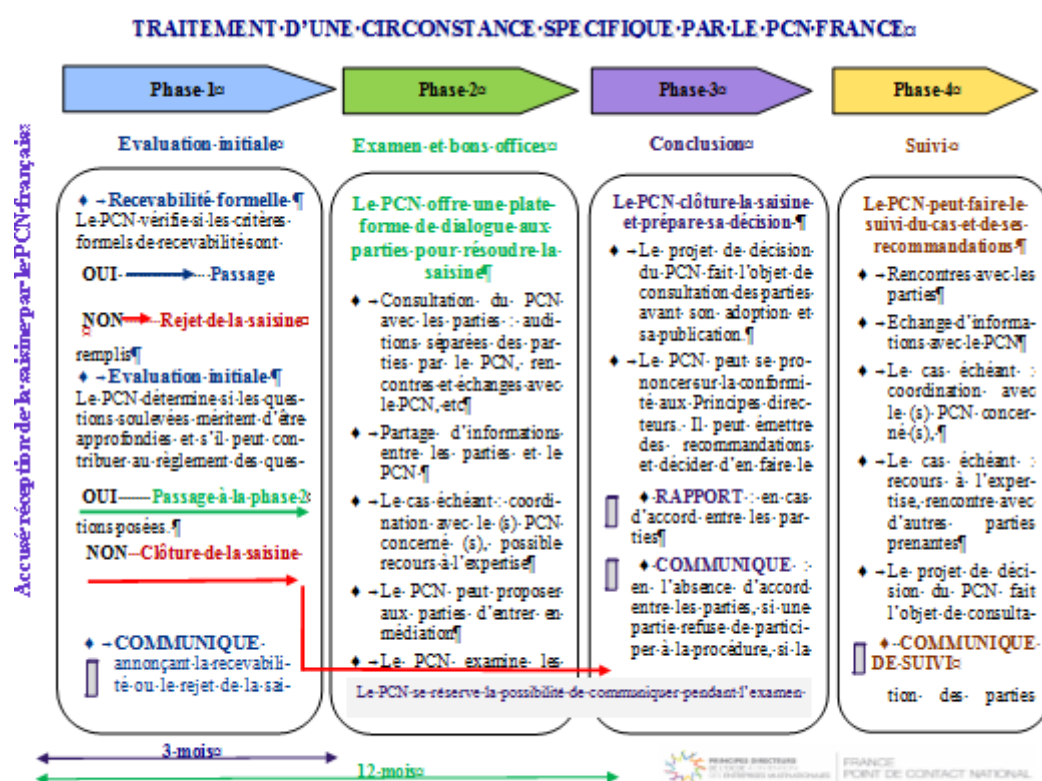 TRAITEMENT·D'UNE·CIRCONSTANCE·SPECIFIQUE·PAR·LE·PCN·FRANCE¤
Accusé·réception·de·la·saisine·par·le·PCN·français¤
Phase·1¤
Evaluation·initiale¤
♦ → Recevabilité·formelle·¶
Le·PCN·vérifie·si·les·critères·
formels·de·recevabilité·sont·
OUI· Passage
NON Rejet·de·la·saisine¤
¤
remplis¶
♦ → Evaluation·initiale·¶
Le·PCN·détermine·si·les·ques-
tions·soulevées·méritent·d'être·
approfondies·et·s'il·peut·con-
tribuer·au·règlement·des·ques-
OUI Passage·à·la·phase·2¤
tions·posées.¶
NON Clôture·de·la·saisine
♦ → COMMUNIQUE·
annonçant·la·recevabili-
té·ou·le·rejet·de·la·sai-
Phase·2¤
Examen·et·bons·offices¤
Le·PCN·offre·une·plate-
forme·de·dialogue·aux·
parties·pour·résoudre·la·
saisine¶
♦ → Consultation· du· PCN·
avec· les· parties· :· audi-
tions· séparées· des· par-
ties· par· le· PCN,· ren-
contres·et·échanges·avec·
le·PCN,·etc¶
♦ → Partage· d'informations·
entre· les· parties· et· le·
PCN·¶
♦ → Le·cas·échéant·:·coordi-
nation·avec·le·(s)·PCN·
concerné· (s),· possible·
recours·à·l'expertise¶
♦ → Le· PCN· peut· proposer·
aux· parties· d'entrer· en·
médiation¶
♦ → Le· PCN· examine· les·
Le·PCN·se·réserve·la·possibilité·de·communiquer·pendant·l'examen·
Phase·3¤
Conclusion¤
Le·PCN·clôture·la·saisine·
et·prépare·sa·décision·¶
♦ → Le· projet· de· décision·
du·PCN·fait·l'objet·de·
consultation·des·parties·
avant· son· adoption· et·
sa·publication.¶
♦ → Le· PCN· peut· se· pro-
noncer·sur·la·conformi-
té·aux·Principes·direc-
teurs.· Il· peut· émettre·
des· recommandations·
et·décider·d'en·faire·le·
♦ RAPPORT·:·en·cas·
d'accord·entre·les·par-
ties¶
♦ COMMUNIQUE· :·
en· l'absence· d'accord·
entre·les·parties,·si·une·
partie·refuse·de·partici-
per·à·la·procédure,·si·la·
Phase·4¤
Suivi·¤
Le·PCN·peut·faire·le·
suivi·du·cas·et·de·ses·
recommandations·¶
♦ → Rencontres·avec·les·
parties¶
♦ → Echange·d'informa-
tions·avec·le·PCN¶
♦ → Le· cas· échéant· :·
coordination· avec·
le·(s)·PCN·concer-
né·(s),·¶
♦ → Le· cas· échéant· :·
recours· à· l'exper-
tise,·rencontre·avec·
d'autres· parties·
prenantes¶
♦ → Le· projet· de· déci-
sion· du· PCN· fait·
l'objet·de·consulta-
♦ COMMUNIQUE·
DE·SUIVI¤
tion· des· parties·
3·mois¤
12·mois¤
PRINCIPES DIRECTEURS
FRANCE
POINT DE CONTACT NATIONAL